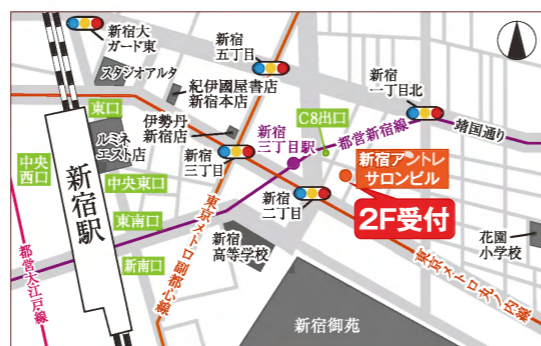 新宿大
ガード東
新宿
五丁目
スタジオアルタ
紀伊國屋書店
新宿本店
新宿
一丁目北
東口
伊勢丹
新宿店
C8出口
都営新宿線
靖国通り
ルミネ
エスト店
新宿
三丁目駅
新宿
三丁目
中央
西口
新宿駅
中央東口
新宿アントレ
サロンビル
2F受付
新宿
二丁目
東南口
新宿
高等学校
花園
小学校
新南口
都営大江戸線
東京メトロ副都心線
東京メトロ丸ノ内線
新宿御苑